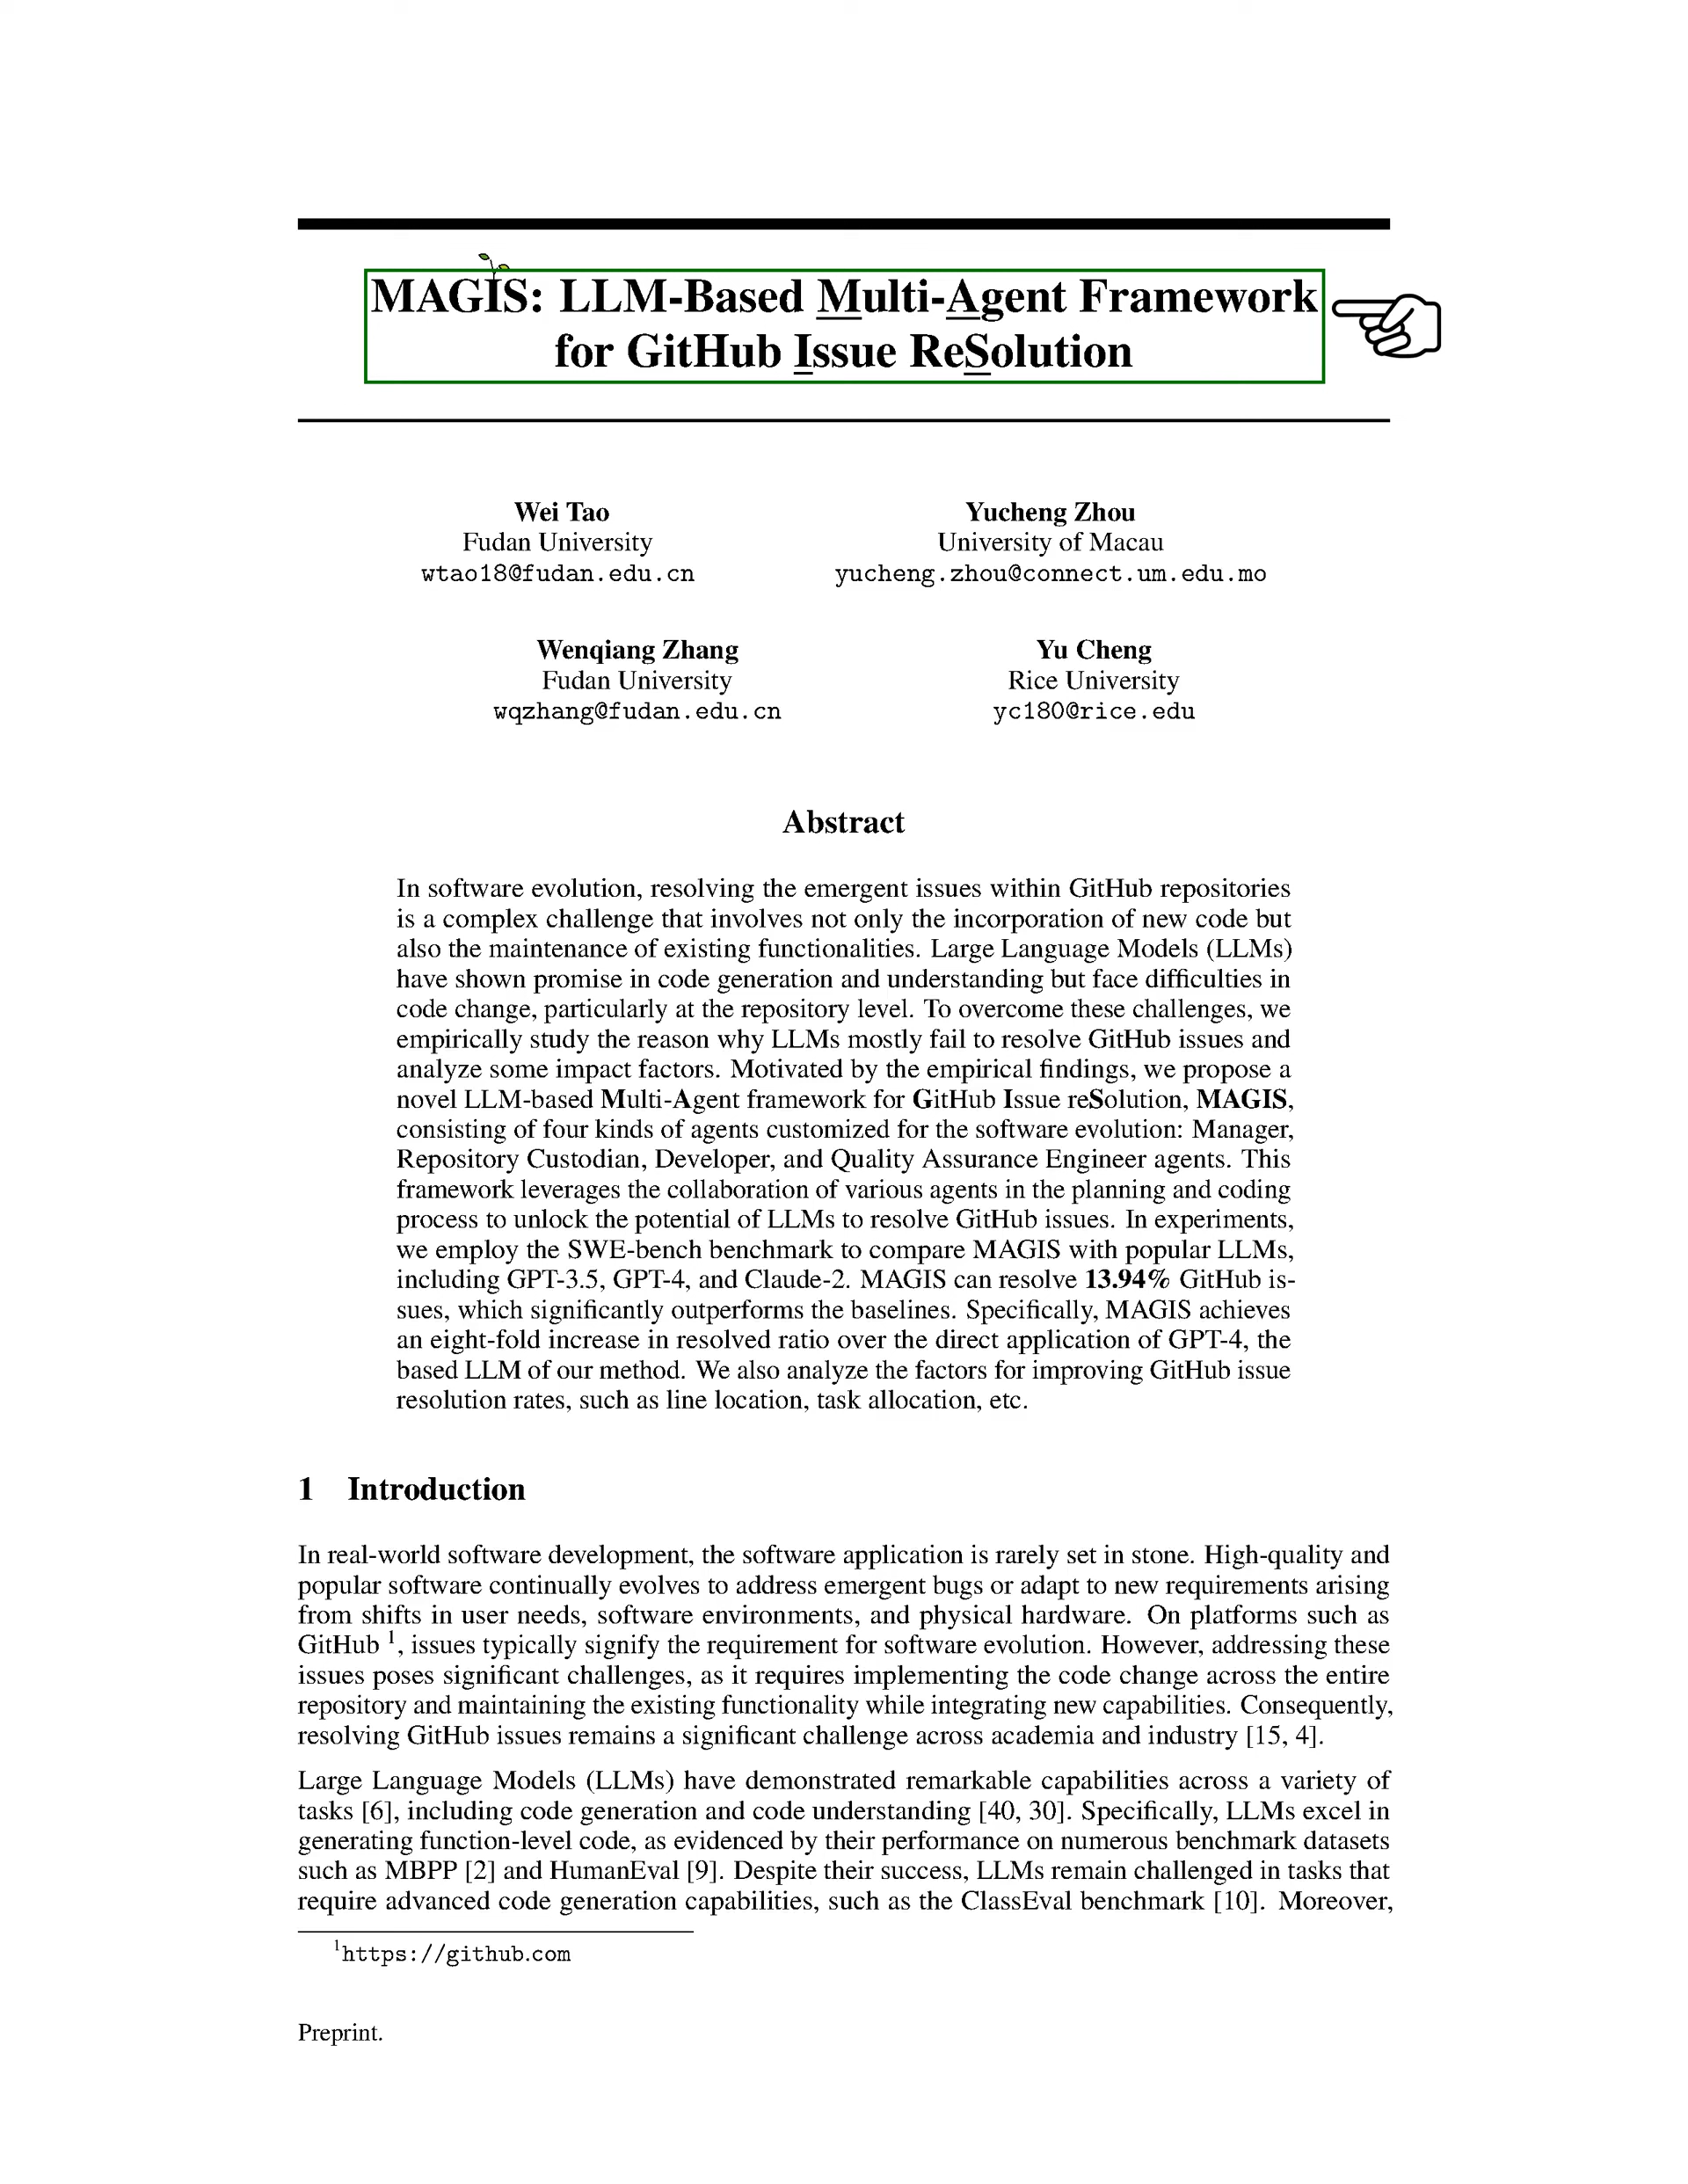 MAGIS: LLM-Based Multi-Agent Framework
for GitHub Issue ReSolution
Wei Tao
Fudan University
wtao18@fudan.edu.cn
Yucheng Zhou
University of Macau
yucheng.zhou@connect.um.edu.mo
Wenqiang Zhang
Fudan University
wqzhang@fudan.edu.cn
Yu Cheng
Rice University
yc180@rice.edu
Abstract
In software evolution, resolving the emergent issues within GitHub repositories
is a complex challenge that involves not only the incorporation of new code but
also the maintenance of existing functionalities. Large Language Models (LLMs)
have shown promise in code generation and understanding but face difficulties in
code change, particularly at the repository level. To overcome these challenges, we
empirically study the reason why LLMs mostly fail to resolve GitHub issues and
analyze some impact factors. Motivated by the empirical findings, we propose a
novel LLM-based Multi-Agent framework for GitHub Issue reSolution, MAGIS,
consisting of four kinds of agents customized for the software evolution: Manager,
Repository Custodian, Developer, and Quality Assurance Engineer agents. This
framework leverages the collaboration of various agents in the planning and coding
process to unlock the potential of LLMs to resolve GitHub issues. In experiments,
we employ the SWE-bench benchmark to compare MAGIS with popular LLMs,
including GPT-3.5, GPT-4, and Claude-2. MAGIS can resolve 13.94% GitHub is-
sues, which significantly outperforms the baselines. Specifically, MAGIS achieves
an eight-fold increase in resolved ratio over the direct application of GPT-4, the
based LLM of our method. We also analyze the factors for improving GitHub issue
resolution rates, such as line location, task allocation, etc.
1 Introduction
In real-world software development, the software application is rarely set in stone. High-quality and
popular software continually evolves to address emergent bugs or adapt to new requirements arising
from shifts in user needs, software environments, and physical hardware. On platforms such as
GitHub 1, issues typically signify the requirement for software evolution. However, addressing these
issues poses significant challenges, as it requires implementing the code change across the entire
repository and maintaining the existing functionality while integrating new capabilities. Consequently,
resolving GitHub issues remains a significant challenge across academia and industry [15, 4].
Large Language Models (LLMs) have demonstrated remarkable capabilities across a variety of
tasks [6], including code generation and code understanding [40, 30]. Specifically, LLMs excel in
generating function-level code, as evidenced by their performance on numerous benchmark datasets
such as MBPP [2] and HumanEval [9]. Despite their success, LLMs remain challenged in tasks that
require advanced code generation capabilities, such as the ClassEval benchmark [10]. Moreover,
1https://github.com
Preprint.